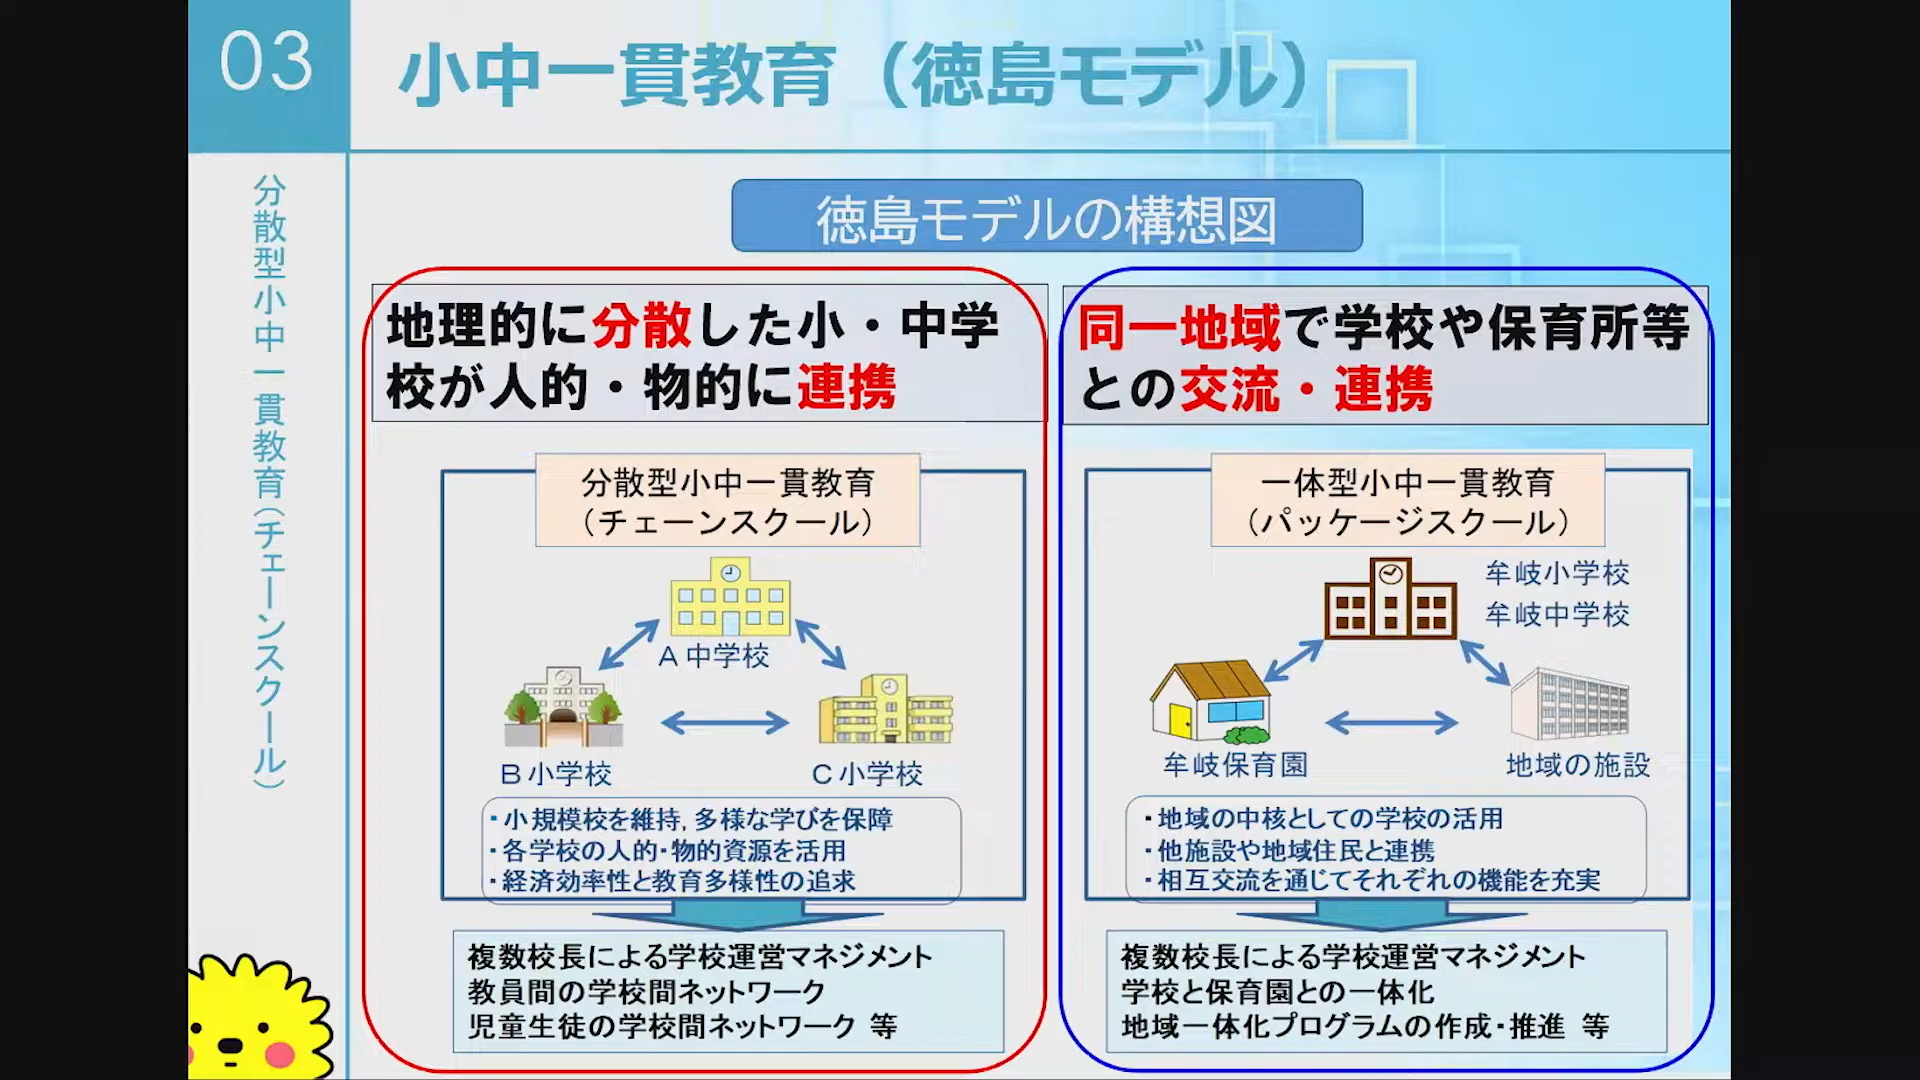 03
小中一貫教育（徳島モデル）
分散型小中一貫教育（チェーンスクール）
徳島モデルの構想図
地理的に分散した小・中学
校が人的・物的に連携
分散型小中一貫教育
（チェーンスクール）
A 中学校
B 小学校
C 小学校
・小規模校を維持,多様な学びを保障
・各学校の人的・物的資源を活用
・経済効率性と教育多様性の追求
複数校長による学校運営マネジメント
教員間の学校間ネットワーク
児童生徒の学校間ネットワーク 等
同一地域で学校や保育所等
との交流・連携
一体型小中一貫教育
（パッケージスクール）
牟岐小学校
牟岐中学校
牟岐保育園
地域の施設
・地域の中核としての学校の活用
・他施設や地域住民と連携
・相互交流を通じてそれぞれの機能を充実
複数校長による学校運営マネジメント
学校と保育園との一体化
地域一体化プログラムの作成・推進 等